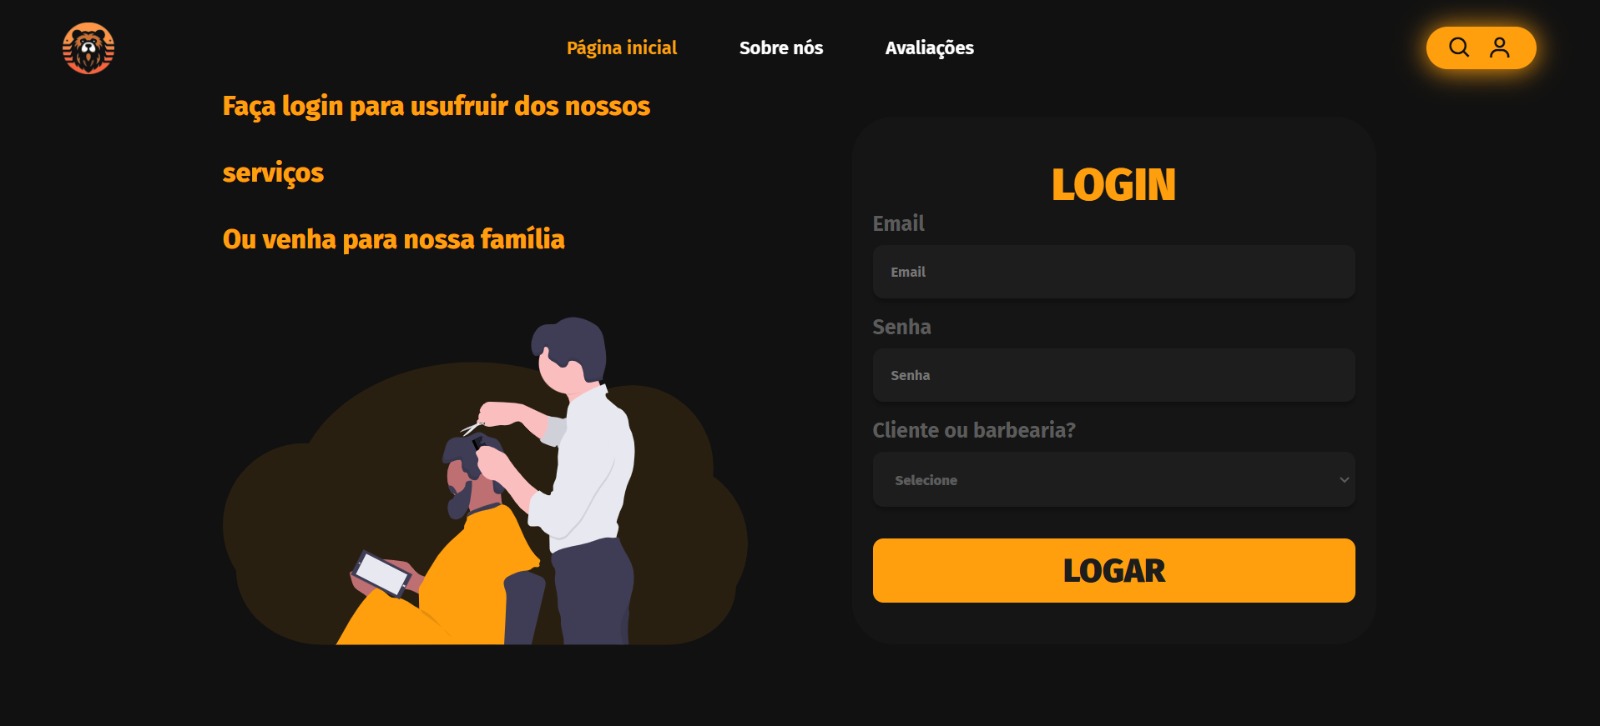 Página inicial
Sobre nós
Avaliações
Faça login para usufruir dos nossos
serviços
Ou venha para nossa família
LOGIN
Email
Email
Senha
Senha
Cliente ou barbearia?
Selecione
LOGAR